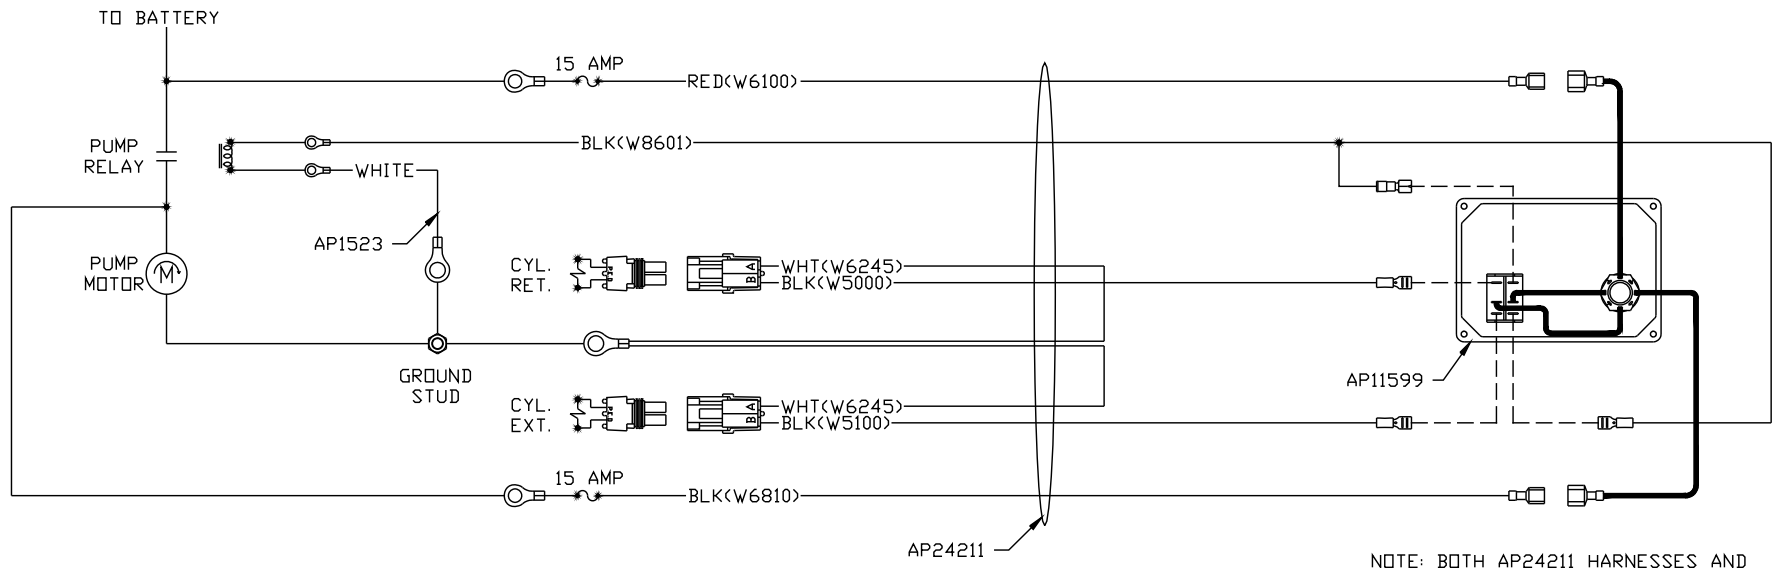 TO BATTERY
15 AMP
RED(W6100)
PUMP
RELAY
BLK(W8601)
WHITE
AP1523
PUMP
MOTOR
M
CYL.
RET.
A
B
WHT(W6245)
BLK(W5000)
GROUND
STUD
AP11599
CYL.
EXT.
A
B
WHT(W6245)
BLK(W5100)
15 AMP
BLK(W6810)
AP24211
NOTE: BOTH AP24211 HARNESSES AND